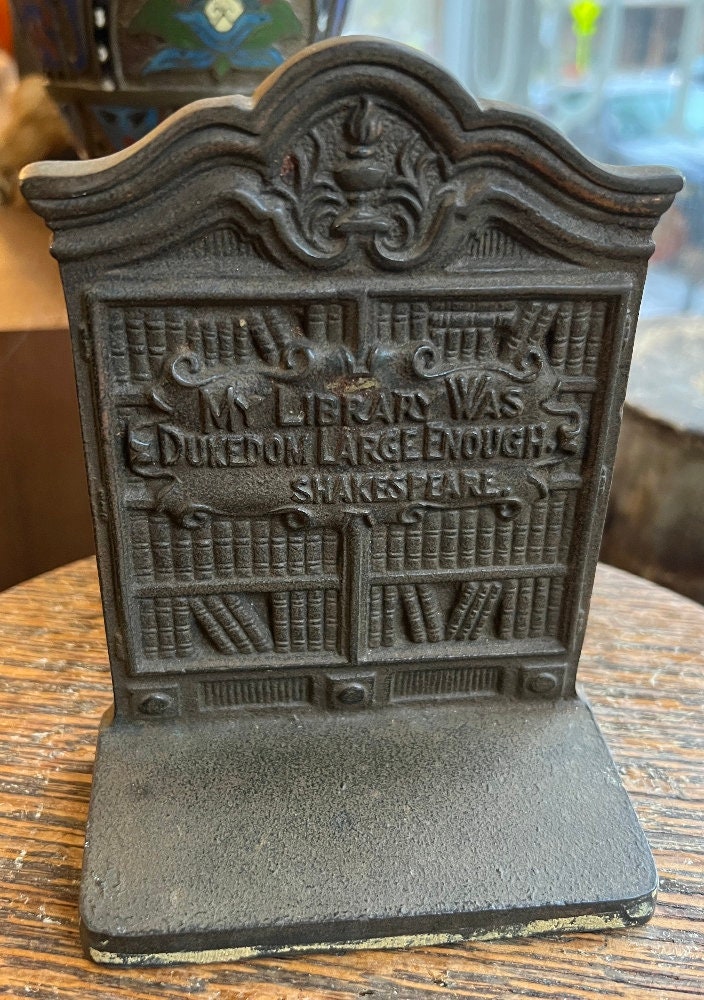 My Library Was
Dukedom Large Enough.
Shakespeare.